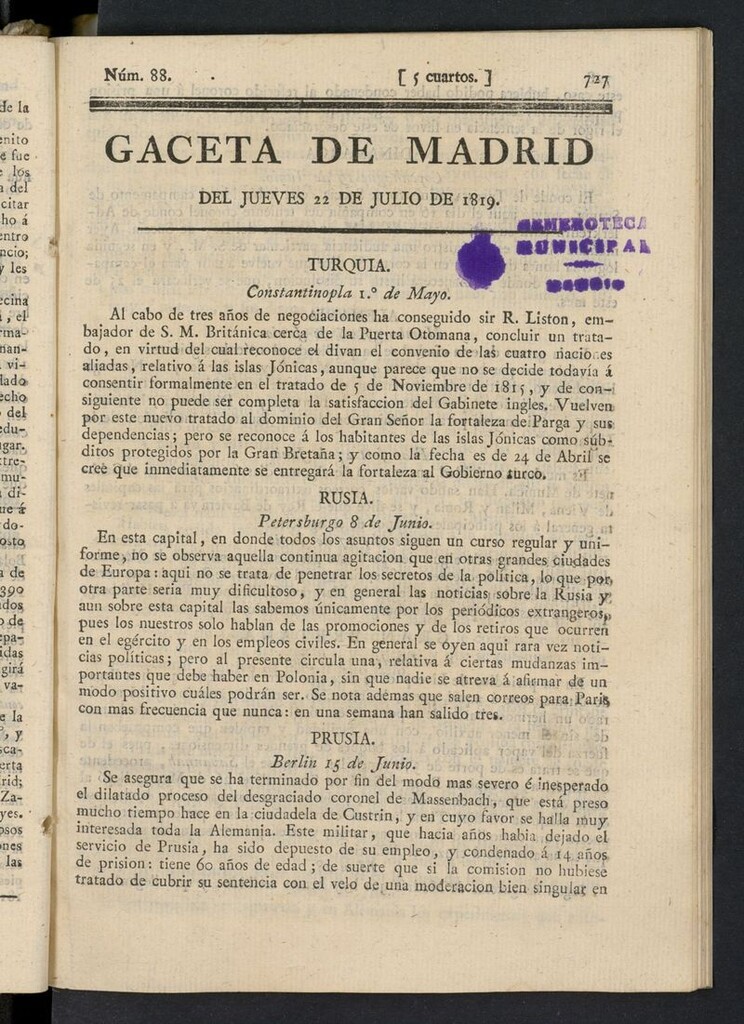 Núm. 88. [ 5 cuartos. ] 727
GACETA DE MADRID
DEL JUEVES 22 DE JULIO DE 1819.
HEMEROTECA
MUNICIPAL
MADRID
TURQUIA.
Constantinopla 1.º de Mayo.
Al cabo de tres años de negociaciones ha conseguido sir R. Liston, em-
bajador de S. M. Británica cerca de la Puerta Otomana, concluir un trata-
do, en virtud del cual reconoce el divan el convenio de las cuatro naciones
aliadas, relativo á las islas Jónicas, aunque parece que no se decide todavía á
consentir formalmente en el tratado de 5 de Noviembre de 1815, y de con-
siguiente no puede ser completa la satisfaccion del Gabinete ingles. Vuelven
por este nuevo tratado al dominio del Gran Señor la fortaleza de Parga y sus
dependencias; pero se reconoce á los habitantes de las islas Jónicas como súb-
ditos protegidos por la Gran Bretaña; y como la fecha es de 24 de Abril se
cree que inmediatamente se entregará la fortaleza al Gobierno turco.
RUSIA.
Petersburgo 8 de Junio.
En esta capital, en donde todos los asuntos siguen un curso regular y uni-
forme, no se observa aquella continua agitacion que en otras grandes ciudades
de Europa: aqui no se trata de penetrar los secretos de la política, lo que por
otra parte seria muy dificultoso, y en general las noticias sobre la Rusia y
aun sobre esta capital las sabemos únicamente por los periódicos extrangeros,
pues los nuestros solo hablan de las promociones y de los retiros que ocurren
en el egército y en los empleos civiles. En general se oyen aqui rara vez noti-
cias políticas; pero al presente circula una, relativa á ciertas mudanzas im-
portantes que debe haber en Polonia, sin que nadie se atreva á afirmar de un
modo positivo cuáles podrán ser. Se nota ademas que salen correos para Paris
con mas frecuencia que nunca: en una semana han salido tres.
PRUSIA.
Berlin 15 de Junio.
Se asegura que se ha terminado por fin del modo mas severo é inesperado
el dilatado proceso del desgraciado coronel de Massenbach, que está preso
mucho tiempo hace en la ciudadela de Custrin, y en cuyo favor se halla muy
interesada toda la Alemania. Este militar, que hacia años habia dejado el
servicio de Prusia, ha sido depuesto de su empleo, y condenado á 14 años
de prision: tiene 60 años de edad; de suerte que si la comision no hubiese
tratado de cubrir su sentencia con el velo de una moderacion bien singular en